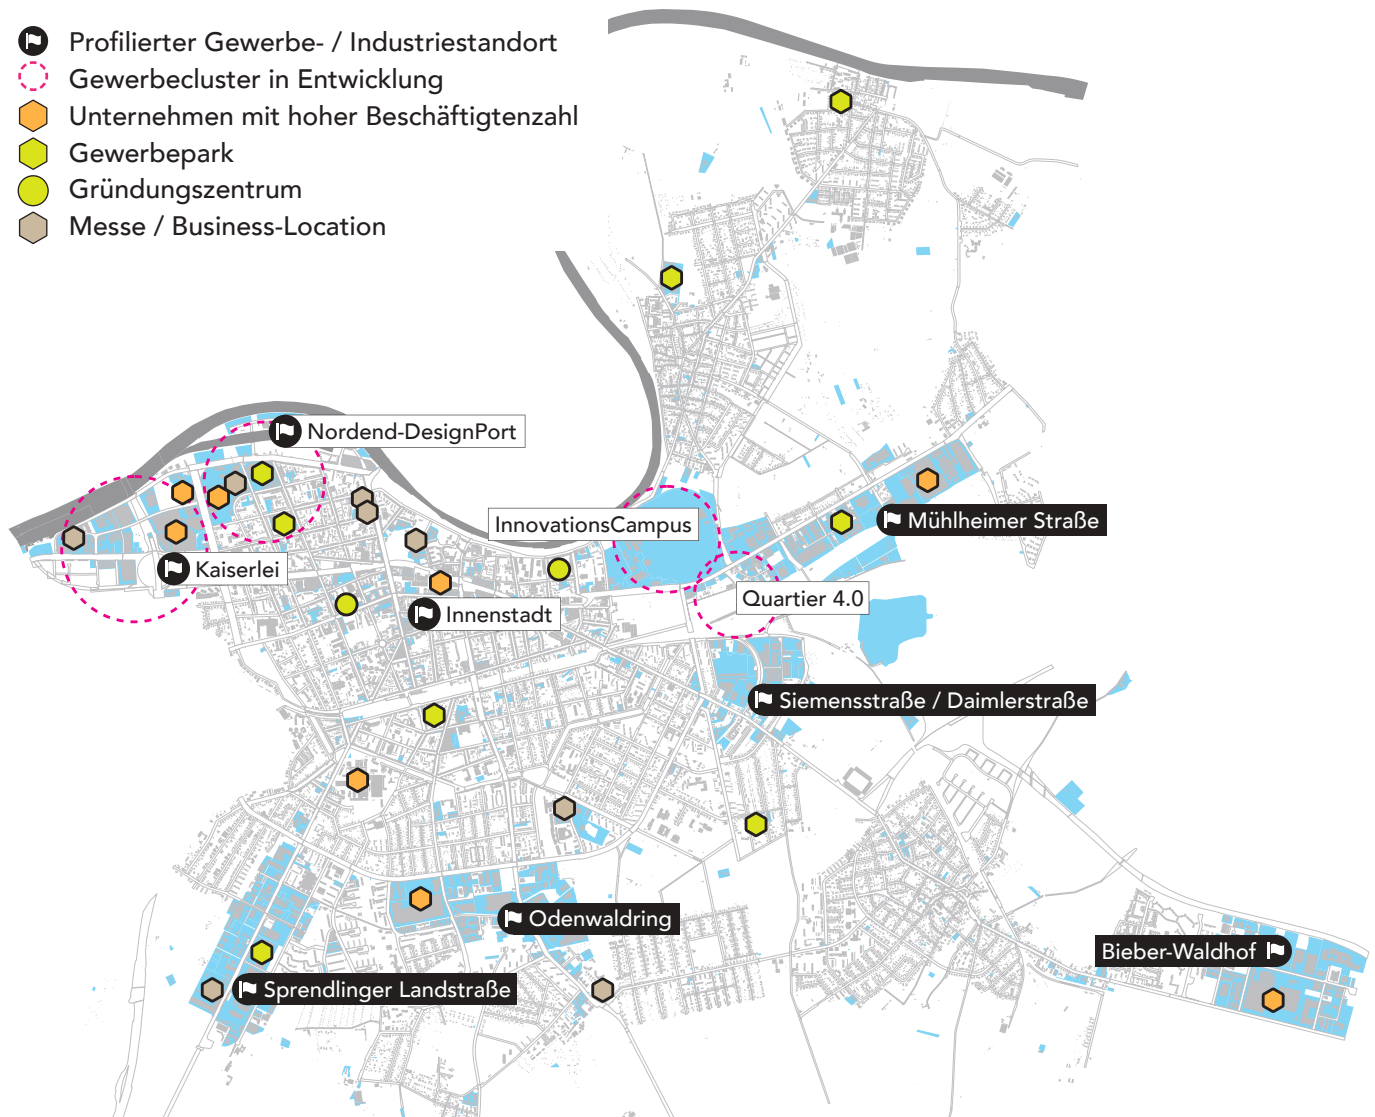 Profilierter Gewerbe- / Industriestandort
Gewerbecluster in Entwicklung
Unternehmen mit hoher Beschäftigtenzahl
Gewerbepark
Gründungszentrum
Messe / Business-Location
Nordend-DesignPort
InnovationsCampus
Mühlheimer Straße
Kaiserlei
Quartier 4.0
Innenstadt
Siemensstraße / Daimlerstraße
Odenwaldring
Bieber-Waldhof
Sprendlinger Landstraße